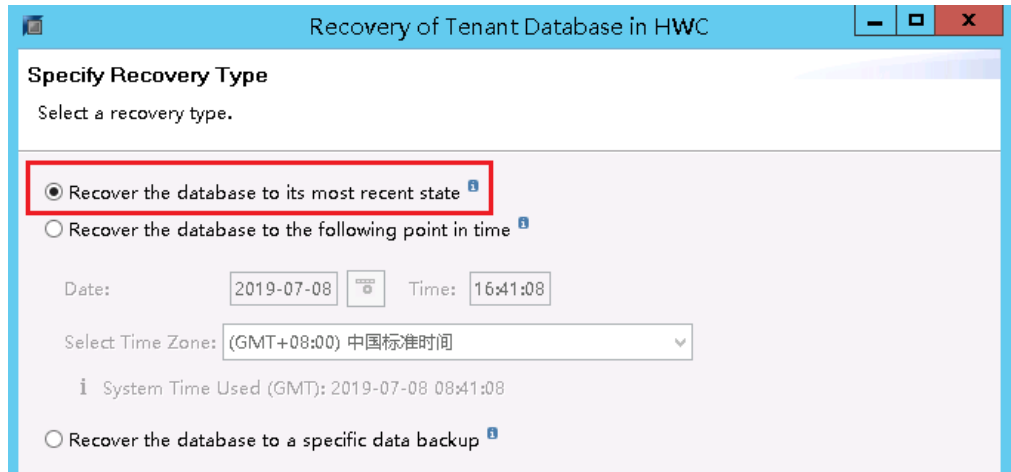 Recovery of Tenant Database in HWC
Specify Recovery Type
Select a recovery type.
Recover the database to its most recent state
Recover the database to the following point in time
Date: 2019-07-08 Time: 16:41:08
Select Time Zone: (GMT+08:00) 中国标准时间
System Time Used (GMT): 2019-07-08 08:41:08
Recover the database to a specific data backup